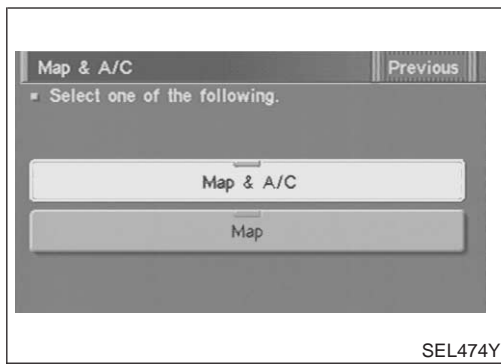 Map & A/C Previous
Select one of the following.
Map & A/C
Map
SEL474Y